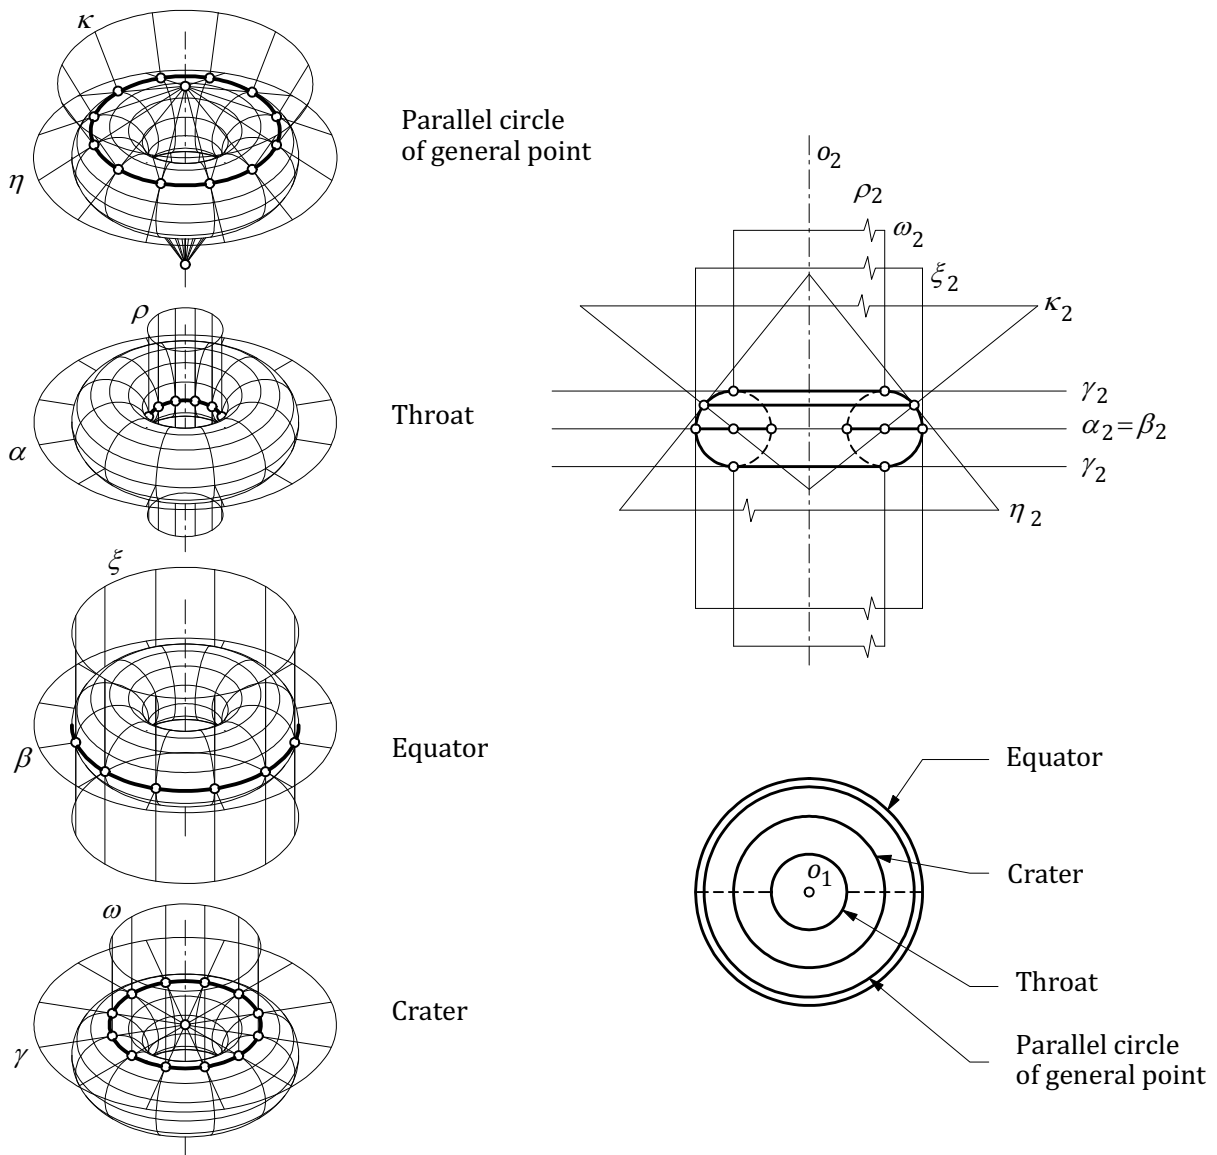 κ
η
Parallel circle
of general point
ρ
α
Throat
ξ
β
Equator
ω
γ
Crater
o2
ρ2
ω2
ξ2
κ2
γ2
α2=β2
γ2
η2
Equator
o1
Crater
Throat
Parallel circle
of general point